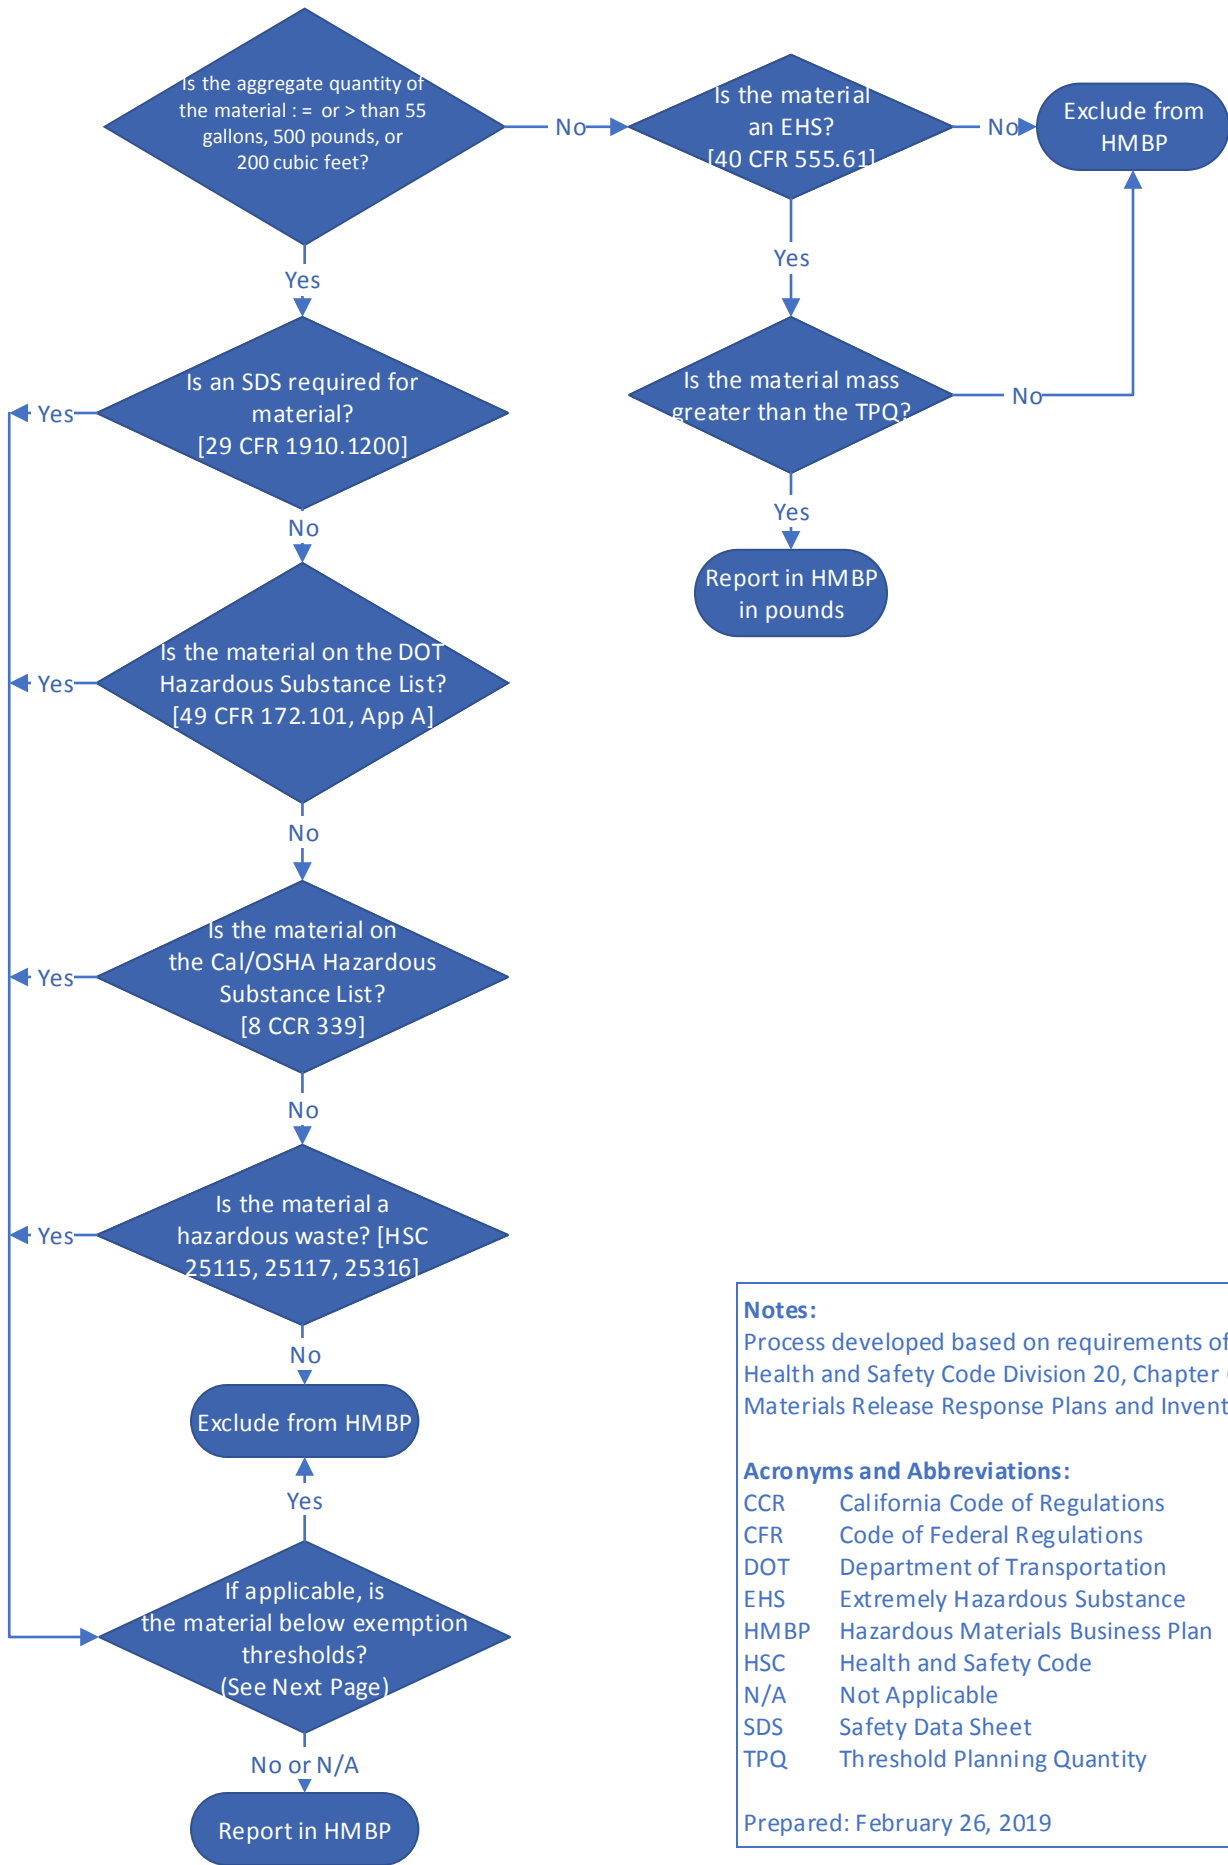 Is the aggregate quantity of
the material : = or > than 55
gallons, 500 pounds, or
200 cubic feet?
No
Is the material
an EHS?
[40 CFR 555.61]
No
Exclude from
HMBP
Yes
Yes
Is an SDS required for
material?
[29 CFR 1910.1200]
Yes
Is the material mass
greater than the TPQ?
No
No
Yes
Report in HMBP
in pounds
Is the material on the DOT
Hazardous Substance List?
[49 CFR 172.101, App A]
Yes
No
Is the material on
the Cal/OSHA Hazardous
Substance List?
[8 CCR 339]
Yes
No
Is the material a
hazardous waste? [HSC
25115, 25117, 25316]
Yes
No
Exclude from HMBP
Yes
If applicable, is
the material below exemption
thresholds?
(See Next Page)
No or N/A
Report in HMBP
Notes:
Process developed based on requirements of
Health and Safety Code Division 20, Chapter
Materials Release Response Plans and Invent
Acronyms and Abbreviations:
CCR California Code of Regulations
CFR Code of Federal Regulations
DOT Department of Transportation
EHS Extremely Hazardous Substance
HMBP Hazardous Materials Business Plan
HSC Health and Safety Code
N/A Not Applicable
SDS Safety Data Sheet
TPQ Threshold Planning Quantity
Prepared: February 26, 2019